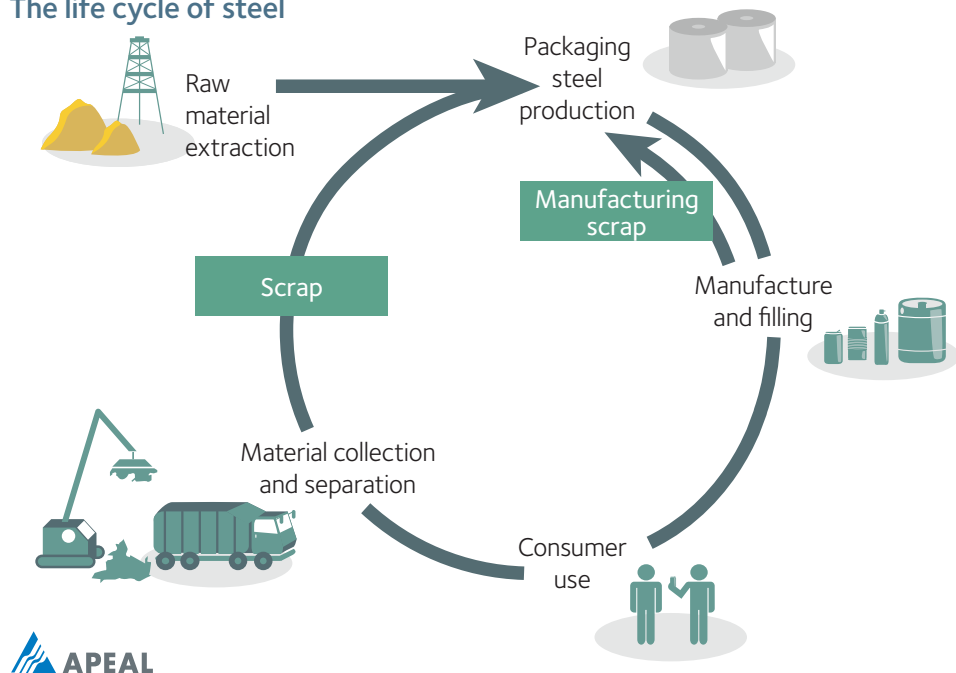 The life cycle of steel
Raw
material
extraction
Packaging
steel
production
Manufacturing
scrap
Scrap
Manufacture
and filling
Material collection
and separation
Consumer
use
APEAL